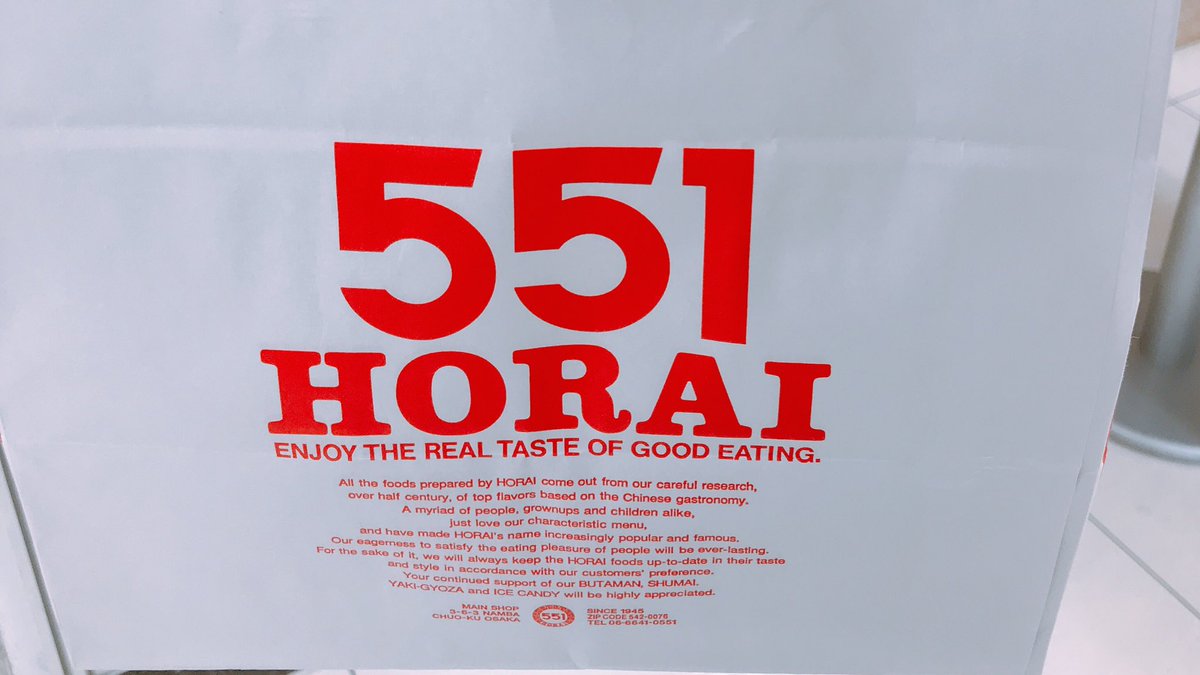 551
HORAI
ENJOY THE REAL TASTE OF GOOD EATING.
All the foods prepared by HORAI come out from our careful research,
over half century, of top flavors based on the Chinese gastronomy.
A myriad of people, grownups and children alike,
just love our characteristic menu,
and have made HORAI's name increasingly popular and famous.
Our eagerness to satisfy the eating pleasure of people will be ever-lasting.
For the sake of it, we will always keep the HORAI foods up-to-date in their taste
and style in accordance with our customers' preference.
Your continued support of our BUTAMAN, SHUMAI,
YAKI-GYOZA and ICE CANDY will be highly appreciated.
MAIN SHOP
3-6-3 NAMBA
CHUO-KU OSAKA
551
SINCE 1945
ZIP CODE 542-0076
TEL 06-6641-0551